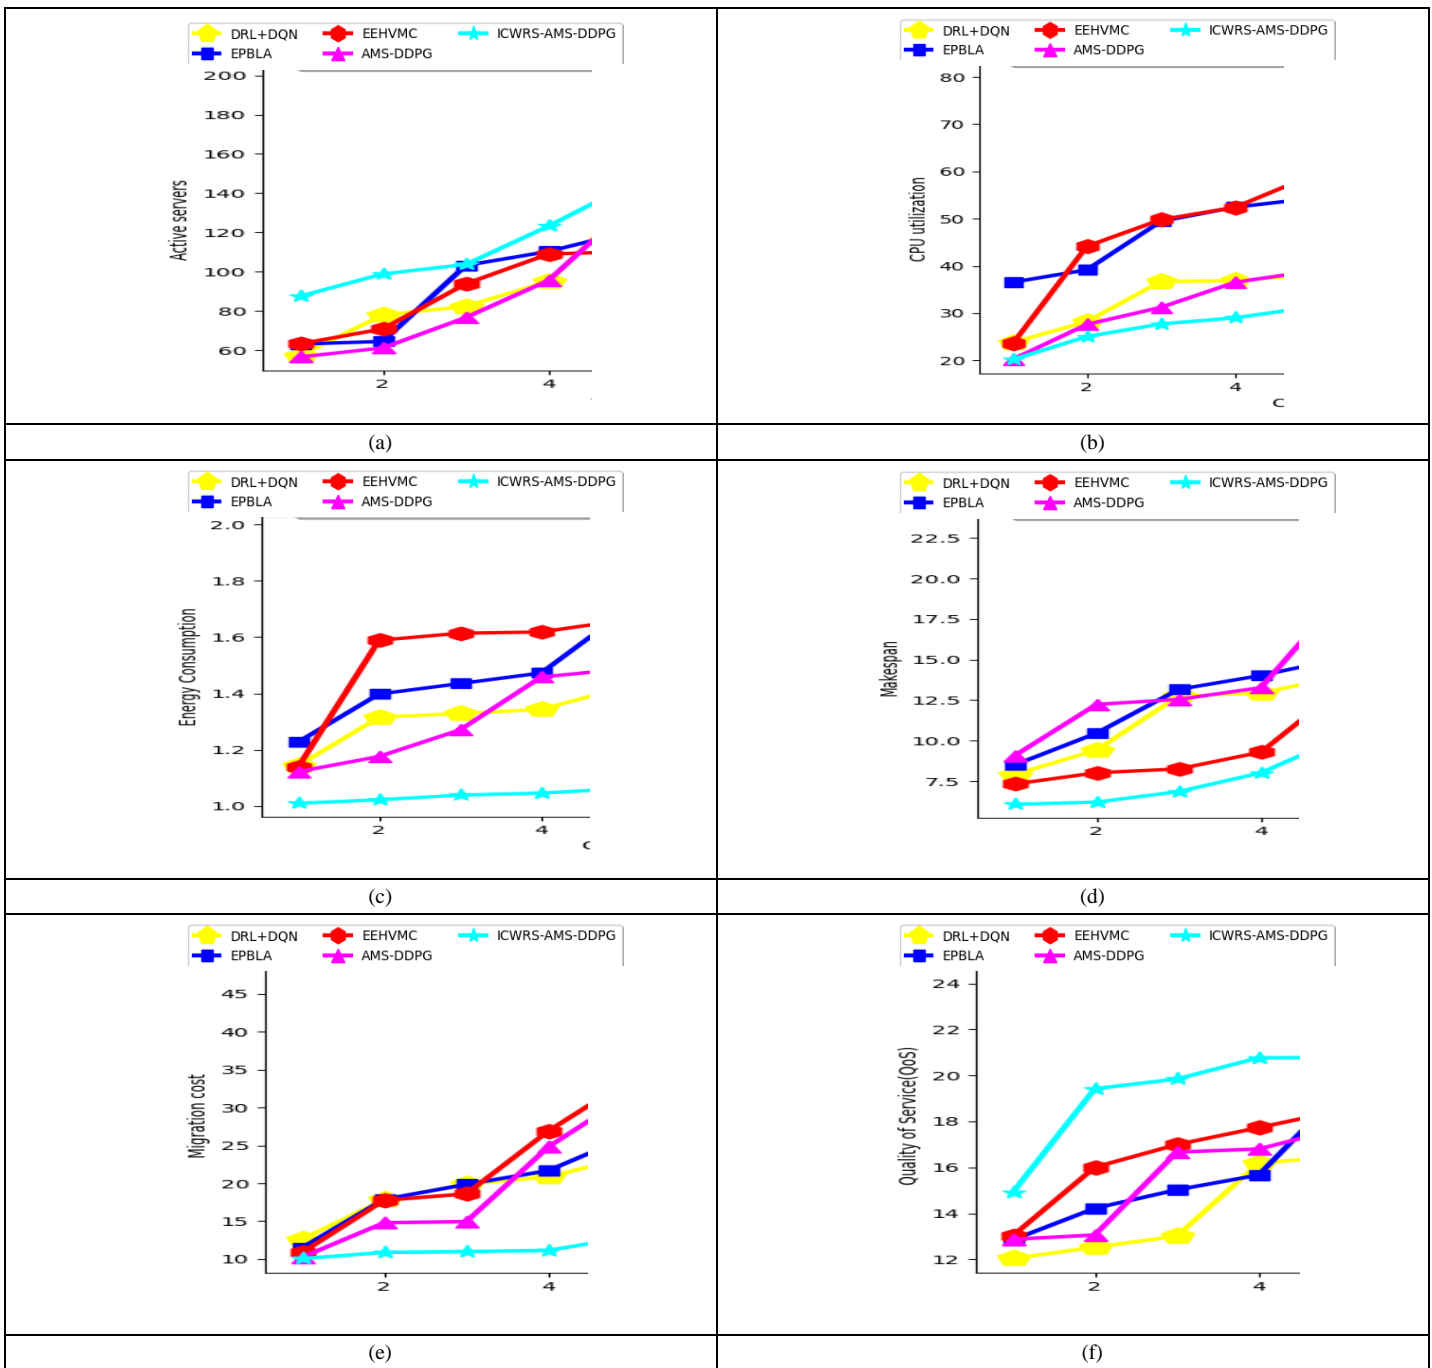 DRL+DQN EEHVMC ICWRS-AMS-DDPG
EPBLA AMS-DDPG
200
180
160
140
120
100
80
60
Active servers
2 4
(a)
DRL+DQN EEHVMC ICWRS-AMS-DDPG
EPBLA AMS-DDPG
80
70
60
50
40
30
20
CPU utilization
2 4
C
(b)
DRL+DQN EEHVMC ICWRS-AMS-DDPG
EPBLA AMS-DDPG
2.0
1.8
1.6
1.4
1.2
1.0
Energy Consumption
2 4
(c)
DRL+DQN EEHVMC ICWRS-AMS-DDPG
EPBLA AMS-DDPG
22.5
20.0
17.5
15.0
12.5
10.0
7.5
Makespan
2 4
(d)
DRL+DQN EEHVMC ICWRS-AMS-DDPG
EPBLA AMS-DDPG
45
40
35
30
25
20
15
10
Migration cost
2 4
(e)
DRL+DQN EEHVMC ICWRS-AMS-DDPG
EPBLA AMS-DDPG
24
22
20
18
16
14
12
Quality of Service(QoS)
2 4
(f)